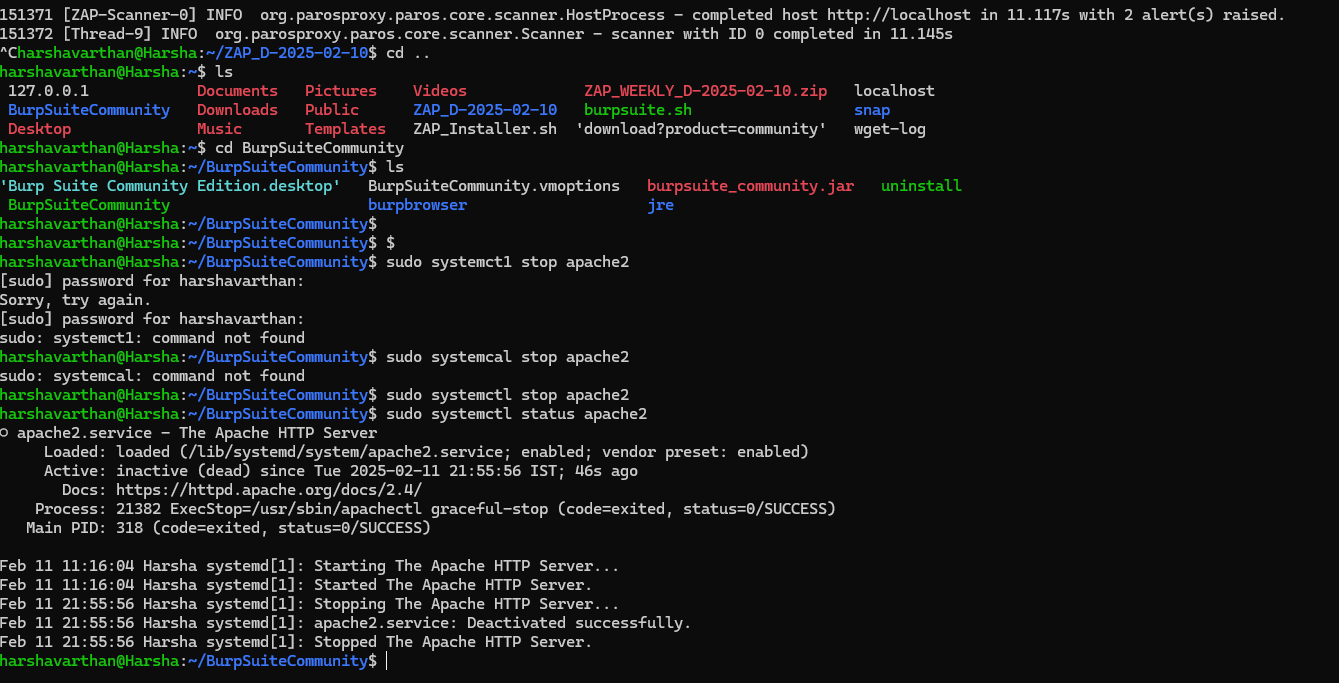 151371 [ZAP-Scanner-0] INFO  org.parosproxy.paros.core.scanner.HostProcess - completed host http://localhost in 11.117s with 2 alert(s) raised.
151372 [Thread-9] INFO  org.parosproxy.paros.core.scanner.Scanner - scanner with ID 0 completed in 11.145s
^Charshavarthan@Harsha:~/ZAP_D-2025-02-10$ cd ..
harshavarthan@Harsha:~$ ls
 127.0.0.1            Documents   Pictures    Videos             ZAP_WEEKLY_D-2025-02-10.zip   localhost
 BurpSuiteCommunity   Downloads   Public      ZAP_D-2025-02-10   burpsuite.sh                  snap
 Desktop              Music       Templates   ZAP_Installer.sh  'download?product=community'   wget-log
harshavarthan@Harsha:~$ cd BurpSuiteCommunity
harshavarthan@Harsha:~/BurpSuiteCommunity$ ls
'Burp Suite Community Edition.desktop'   BurpSuiteCommunity.vmoptions   burpsuite_community.jar   uninstall
 BurpSuiteCommunity                      burpbrowser                    jre
harshavarthan@Harsha:~/BurpSuiteCommunity$
harshavarthan@Harsha:~/BurpSuiteCommunity$ $
harshavarthan@Harsha:~/BurpSuiteCommunity$ sudo systemct1 stop apache2
[sudo] password for harshavarthan:
Sorry, try again.
[sudo] password for harshavarthan:
sudo: systemct1: command not found
harshavarthan@Harsha:~/BurpSuiteCommunity$ sudo systemcal stop apache2
sudo: systemcal: command not found
harshavarthan@Harsha:~/BurpSuiteCommunity$ sudo systemctl stop apache2
harshavarthan@Harsha:~/BurpSuiteCommunity$ sudo systemctl status apache2
○ apache2.service - The Apache HTTP Server
     Loaded: loaded (/lib/systemd/system/apache2.service; enabled; vendor preset: enabled)
     Active: inactive (dead) since Tue 2025-02-11 21:55:56 IST; 46s ago
       Docs: https://httpd.apache.org/docs/2.4/
    Process: 21382 ExecStop=/usr/sbin/apachectl graceful-stop (code=exited, status=0/SUCCESS)
   Main PID: 318 (code=exited, status=0/SUCCESS)

Feb 11 11:16:04 Harsha systemd[1]: Starting The Apache HTTP Server...
Feb 11 11:16:04 Harsha systemd[1]: Started The Apache HTTP Server.
Feb 11 21:55:56 Harsha systemd[1]: Stopping The Apache HTTP Server...
Feb 11 21:55:56 Harsha systemd[1]: apache2.service: Deactivated successfully.
Feb 11 21:55:56 Harsha systemd[1]: Stopped The Apache HTTP Server.
harshavarthan@Harsha:~/BurpSuiteCommunity$